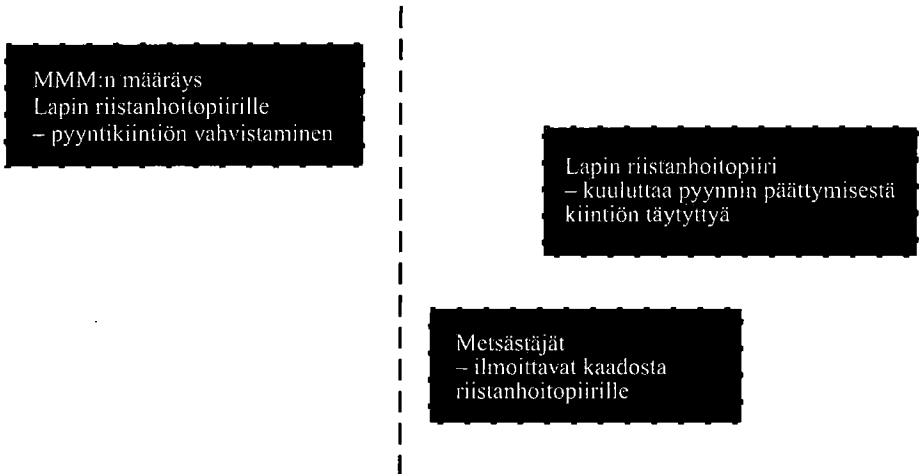 MMM:n määräys
Lapin riistanhoitopiirille
– pyyntikiintiön vahvistaminen
Lapin riistanhoitopiiri
– kuuluttaa pyynnin päättymisestä
kiintiön täytyttyä
Metsästäjät
– ilmoittavat kaadosta
riistanhoitopiirille